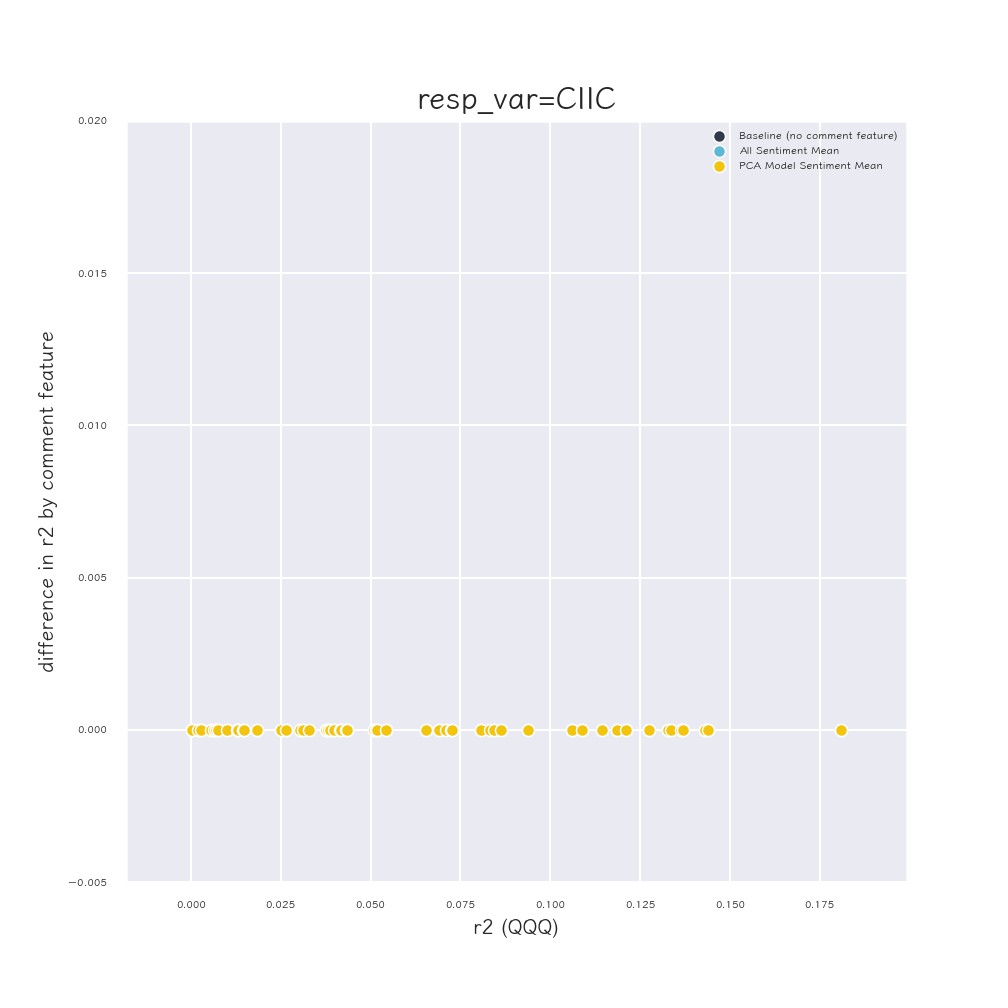 resp_var=CIIC
Baseline (no comment feature)
All Sentiment Mean
PCA Model Sentiment Mean
difference in r2 by comment feature
0.020
0.015
0.010
0.005
0.000
−0.005
0.000 0.025 0.050 0.075 0.100 0.125 0.150 0.175
r2 (QQQ)